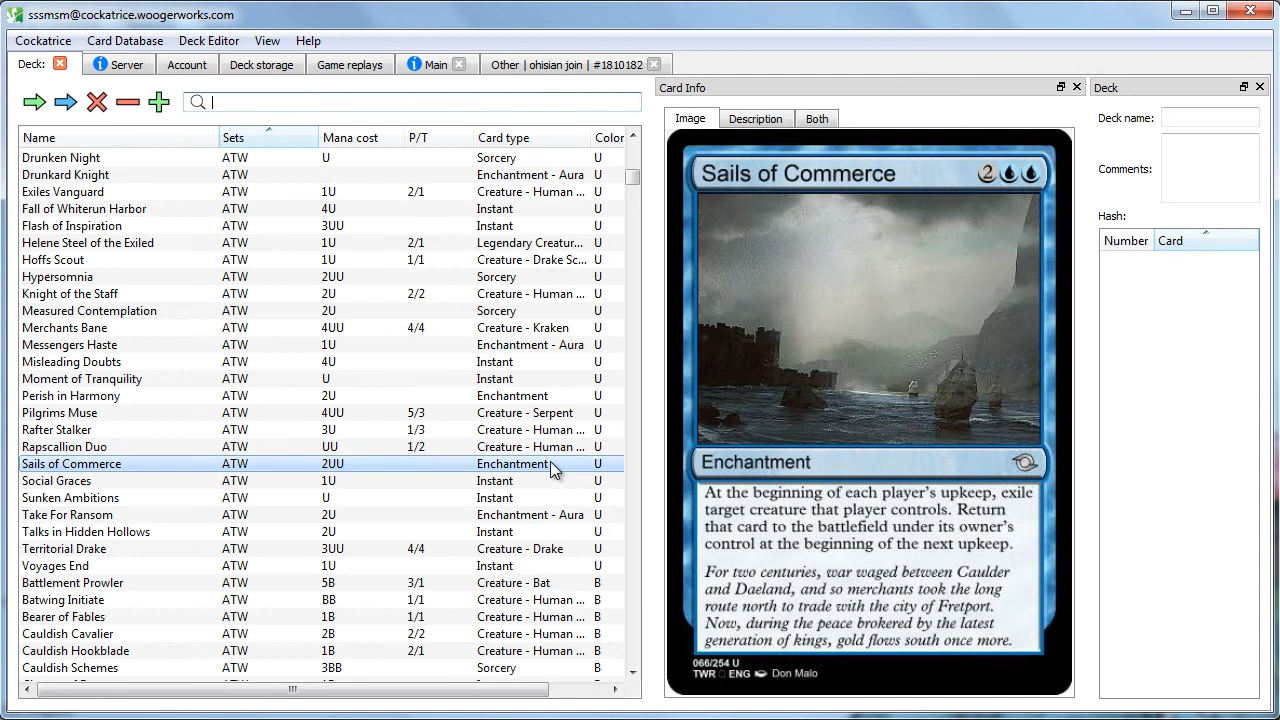 sssmsm@cockatrice.woogerworks.com
Cockatrice Card Database Deck Editor View Help
Deck: Server Account Deck storage Game replays Main Other | ohisian join | #1810182
Name Sets Mana cost P/T Card type Color
Drunken Night ATW U Sorcery U
Drinkard Knight ATW Enchantment - Aura U
Exiles Vanguard ATW 1U 2/1 Creature - Human ... U
Fall of Whiterun Harbor ATW 4U Instant U
Flash of Inspiration ATW 3UU Instant U
Helene Steel of the Exiled ATW 1U 2/1 Legendary Creatur... U
Hoffs Scout ATW 1U 1/1 Creature - Drake Sc... U
Hypersomnia ATW 2UU Sorcery U
Knight of the Staff ATW 2U 2/2 Creature - Human ... U
Measured Contemplation ATW 2U Sorcery U
Merchants Bane ATW 4UU 4/4 Creature - Kraken U
Messengers Haste ATW 1U Enchantment - Aura U
Misleading Doubts ATW 4U Instant U
Moment of Tranquility ATW U Instant U
Perish in Harmony ATW 2U Enchantment U
Pilgrims Muse ATW 4UU 5/3 Creature - Serpent U
Rafter Stalker ATW 3U 1/3 Creature - Human ... U
Rapscallion Duo ATW UU 1/2 Creature - Human ... U
Sails of Commerce ATW 2UU Enchantment U
Social Graces ATW 1U Instant U
Sunken Ambitions ATW U Instant U
Take For Ransom ATW 2U Enchantment - Aura U
Talks in Hidden Hollows ATW 2U Instant U
Territorial Drake ATW 3UU 4/4 Creature - Drake U
Voyages End ATW 1U Instant U
Battlement Prowler ATW 5B 3/1 Creature - Bat B
Batwing Initiate ATW BB 1/1 Creature - Human ... B
Bearer of Fables ATW 1B 1/1 Creature - Human ... B
Cauldish Cavalier ATW 2B 2/2 Creature - Human ... B
Cauldish Hookblade ATW 1B 2/1 Creature - Human ... B
Cauldish Schemes ATW 3BB Sorcery B
Card Info
Image Description Both
Sails of Commerce 2
Enchantment
At the beginning of each player's upkeep, exile
target creature that player controls. Return
that card to the battlefield under its owner's
control at the beginning of the next upkeep.
For two centuries, war waged between Caulder
and Daeland, and so merchants took the long
route north to trade with the city of Fretport.
Now, during the peace brokered by the latest
generation of kings, gold flows south once more.
066/254 U
TWR ENG Don Malo
Deck
Deck name:
Comments:
Hash:
Number Card